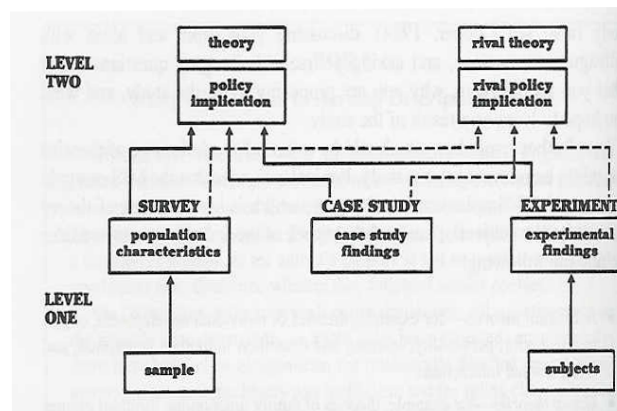 LEVEL
TWO
theory
rival theory
policy
implication
rival policy
implication
SURVEY
CASE STUDY
EXPERIMENT
population
characteristics
case study
findings
experimental
findings
LEVEL
ONE
sample
subjects